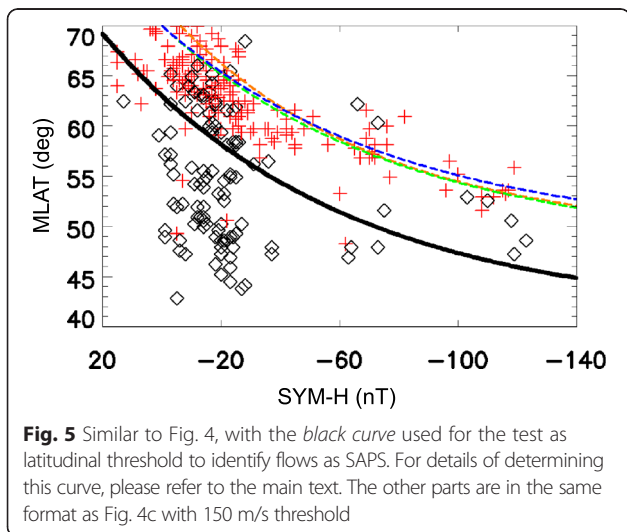 70
65
60
55
50
45
40
MLAT (deg)
20 −20 −60 −100 −140
SYM-H (nT)
Fig. 5 Similar to Fig. 4, with the black curve used for the test as
latitudinal threshold to identify flows as SAPS. For details of determining
this curve, please refer to the main text. The other parts are in the same
format as Fig. 4c with 150 m/s threshold